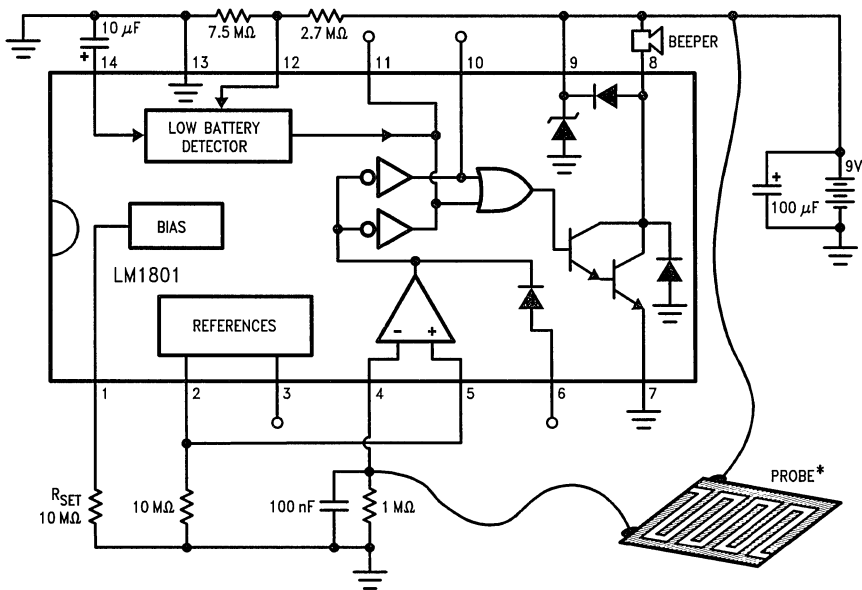 10 μF
7.5 MΩ
2.7 MΩ
BEEPER
+
14
13
12
11
10
9
8
LOW BATTERY
DETECTOR
+
9V
100 μF
BIAS
LM1801
REFERENCES
-
+
1
2
3
4
5
6
7
RSET
10 MΩ
10 MΩ
100 nF
1 MΩ
PROBE*